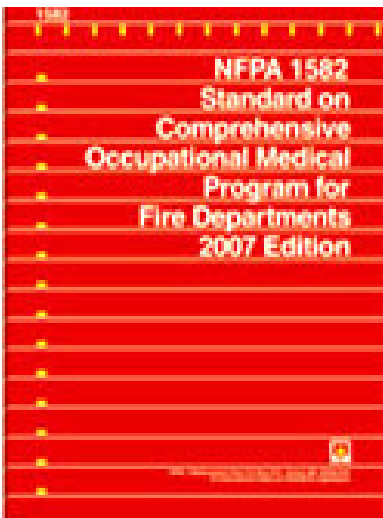 1582
NFPA 1582
Standard on
Comprehensive
Occupational Medical
Program for
Fire Departments
2007 Edition